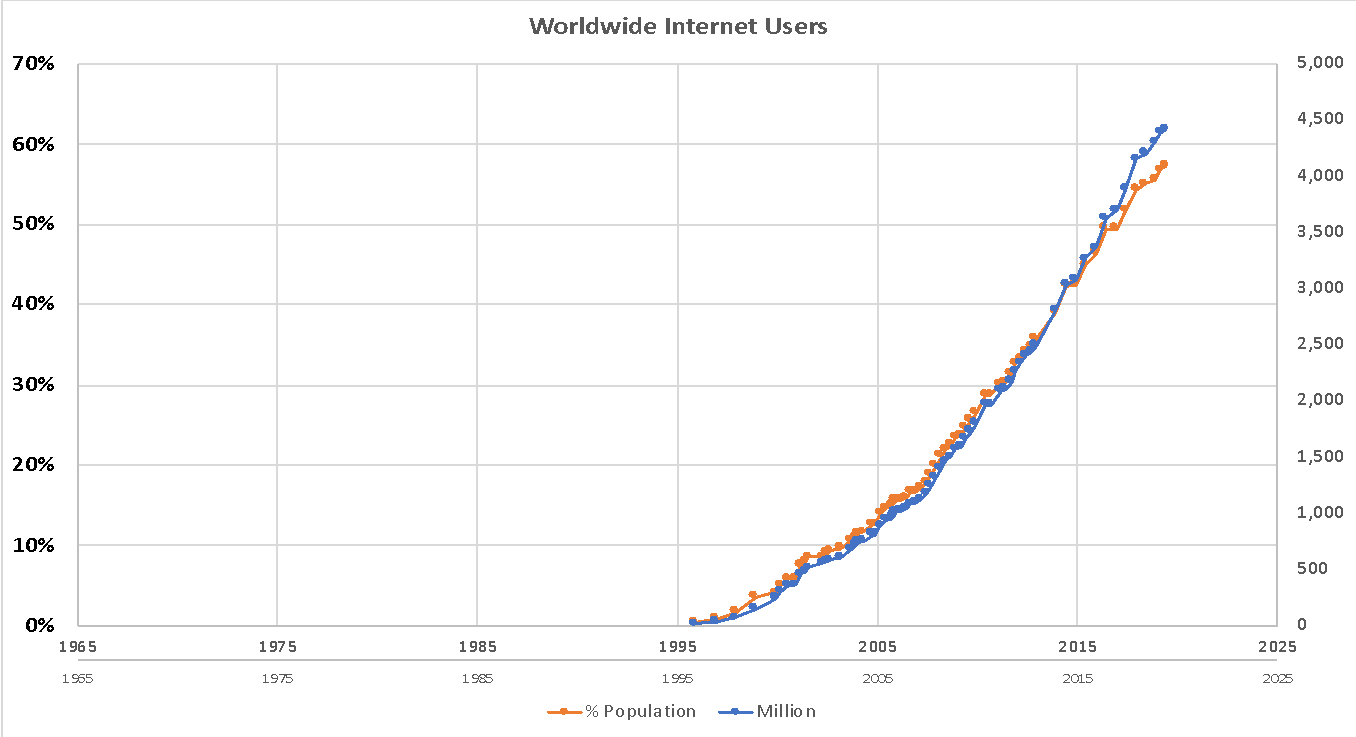 Worldwide Internet Users
70% 5,000
60% 4,500
50% 4,000
40% 3,500
30% 3,000
20% 2,500
10% 2,000
0% 1,500
1,000
500
0
1965 1975 1985 1995 2005 2015 2025
1965 1975 1985 1995 2005 2015 2025
% Population Million